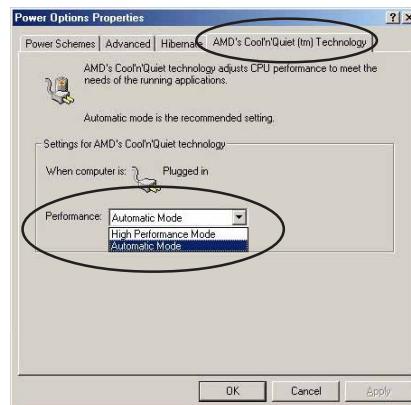 Power Options Properties
Power Schemes Advanced Hibernate AMD's Cool'n'Quiet (tm) Technology
AMD's Cool'n'Quiet technology adjusts CPU performance to meet the
needs of the running applications.
Automatic mode is the recommended setting.
Settings for AMD's Cool'n'Quiet technology
When computer is: Plugged in
Performance: Automatic Mode
High Performance Mode
Automatic Mode
OK Cancel Apply